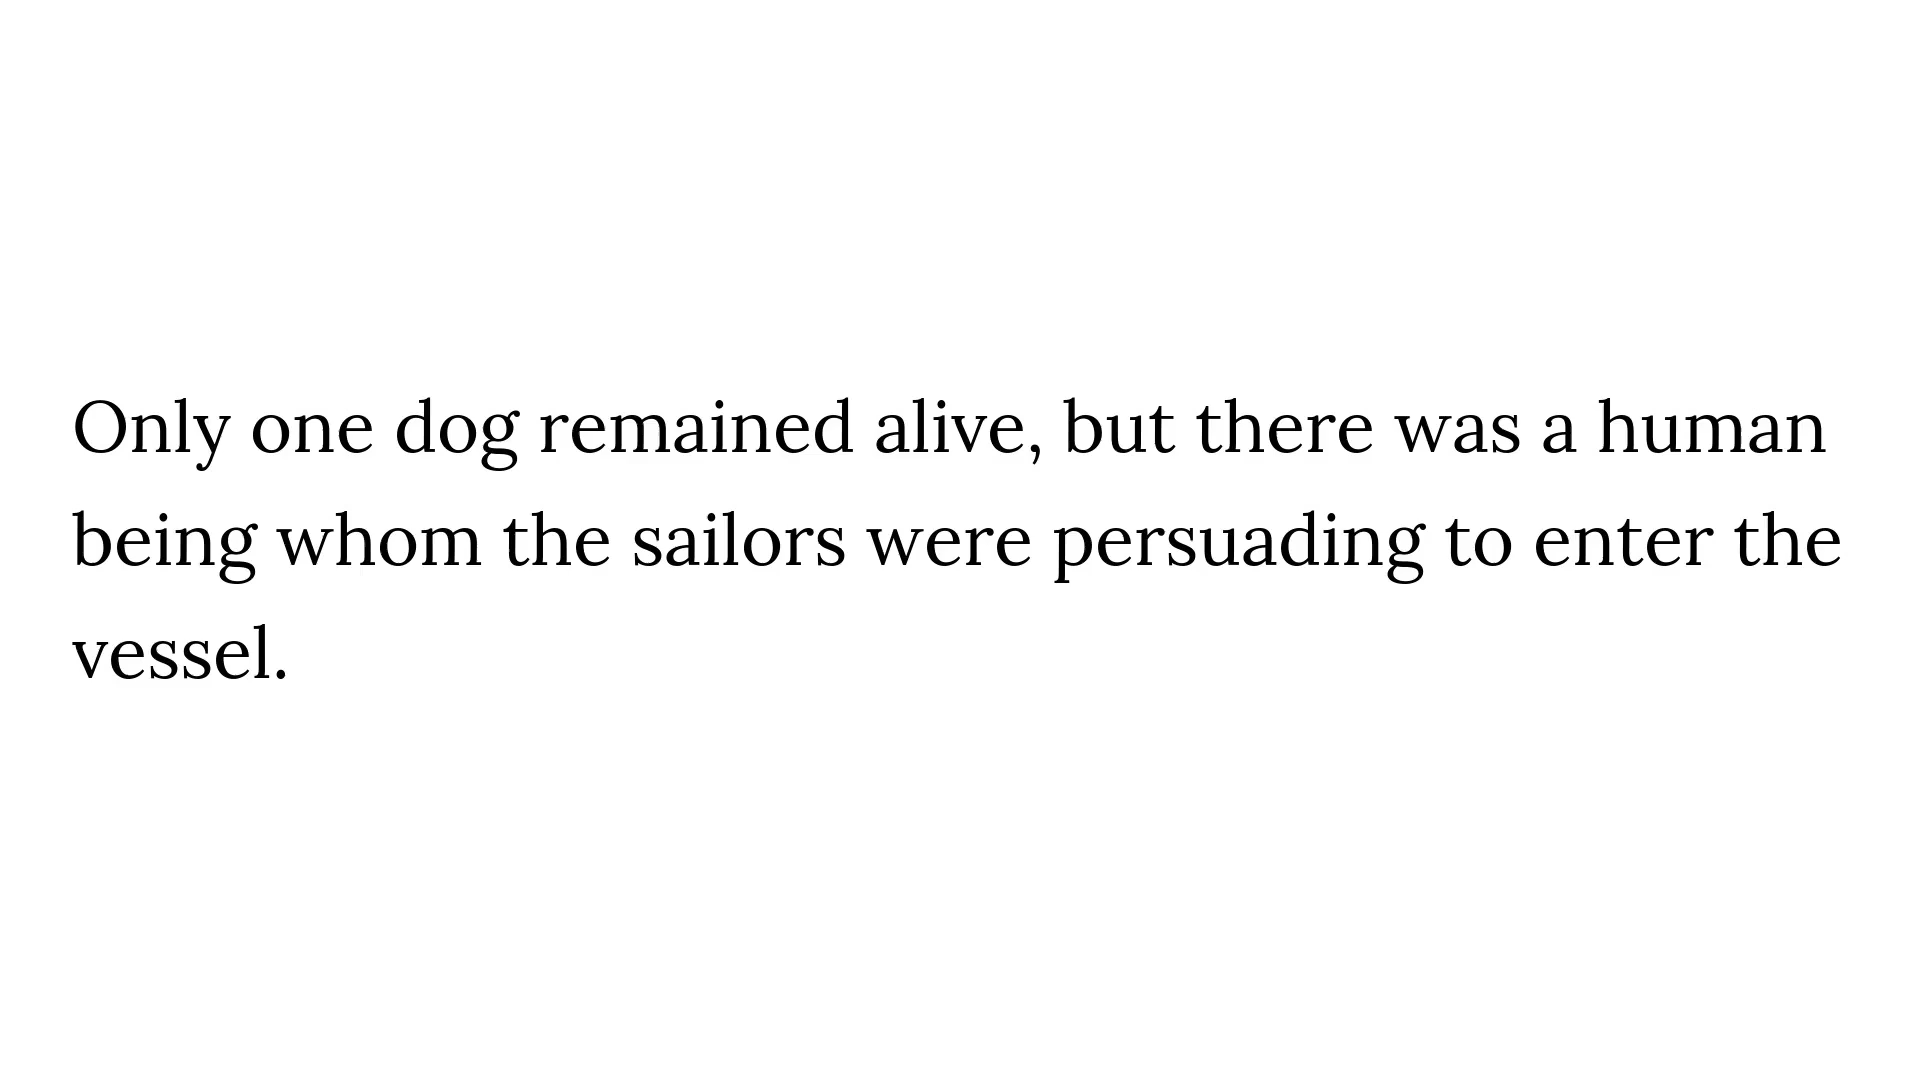 Only one dog remained alive, but there was a human
being whom the sailors were persuading to enter the
vessel.